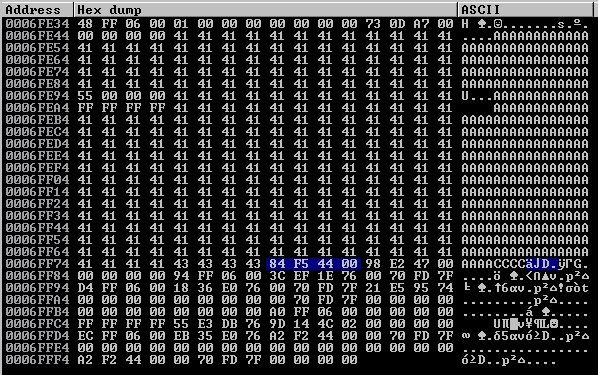 Address Hex dump ASCII
0006FE34 48 FF 06 00 01 00 00 00 00 00 00 00 73 0D A7 00
0006FE44 00 00 00 00 41 41 41 41 41 41 41 41 41 41 41 41 ....AAAAAAAAAAAA
0006FE54 41 41 41 41 41 41 41 41 41 41 41 41 41 41 41 41 AAAAAAAAAAAAAAAA
0006FE64 41 41 41 41 41 41 41 41 41 41 41 41 41 41 41 41 AAAAAAAAAAAAAAAA
0006FE74 41 41 41 41 41 41 41 41 41 41 41 41 41 41 41 41 AAAAAAAAAAAAAAAA
0006FE84 41 41 41 41 41 41 41 41 41 41 41 41 41 41 41 41 AAAAAAAAAAAAAAAA
0006FE94 55 00 00 00 41 41 41 41 41 41 41 41 41 41 41 41 U...AAAAAAAAAAAA
0006FEA4 FF FF FF FF 41 41 41 41 41 41 41 41 41 41 41 41 AAAAAAAAAAAA
0006FEB4 41 41 41 41 41 41 41 41 41 41 41 41 41 41 41 41 AAAAAAAAAAAAAAAA
0006FEC4 41 41 41 41 41 41 41 41 41 41 41 41 41 41 41 41 AAAAAAAAAAAAAAAA
0006FED4 41 41 41 41 41 41 41 41 41 41 41 41 41 41 41 41 AAAAAAAAAAAAAAAA
0006FEE4 41 41 41 41 41 41 41 41 41 41 41 41 41 41 41 41 AAAAAAAAAAAAAAAA
0006FEF4 41 41 41 41 41 41 41 41 41 41 41 41 41 41 41 41 AAAAAAAAAAAAAAAA
0006FF04 41 41 41 41 41 41 41 41 41 41 41 41 41 41 41 41 AAAAAAAAAAAAAAAA
0006FF14 41 41 41 41 41 41 41 41 41 41 41 41 41 41 41 41 AAAAAAAAAAAAAAAA
0006FF24 41 41 41 41 41 41 41 41 41 41 41 41 41 41 41 41 AAAAAAAAAAAAAAAA
0006FF34 41 41 41 41 41 41 41 41 41 41 41 41 41 41 41 41 AAAAAAAAAAAAAAAA
0006FF44 41 41 41 41 41 41 41 41 41 41 41 41 41 41 41 41 AAAAAAAAAAAAAAAA
0006FF54 41 41 41 41 41 41 41 41 41 41 41 41 41 41 41 41 AAAAAAAAAAAAAAAA
0006FF64 41 41 41 41 41 41 41 41 41 41 41 41 41 41 41 41 AAAAAAAAAAAAAAAA
0006FF74 41 41 41 41 43 43 43 43 84 F5 44 00 98 E2 47 00 AAAACCCCäJD.ÿΓG.
0006FF84 00 00 00 00 94 FF 06 00 3C EF 1E 76 00 70 FD 7F
0006FF94 D4 FF 06 00 18 36 E0 76 00 70 FD 7F 21 E5 95 74
0006FFA4 00 00 00 00 00 00 00 00 00 70 FD 7F 00 00 00 00 .........p²⌂....
0006FFB4 00 00 00 00 00 00 00 00 A0 FF 06 00 00 00 00 00
0006FFC4 FF FF FF FF 55 E3 DB 76 9D 14 4C 02 00 00 00 00
0006FFD4 EC FF 06 00 EB 35 E0 76 A2 F2 44 00 00 70 FD 7F
0006FFE4 00 00 00 00 00 00 00 00 00 00 00 00 00 00 00 00 ................
0006FFF4 A2 F2 44 00 00 70 FD 7F 00 00 00 00 ó≥D..p²⌂....